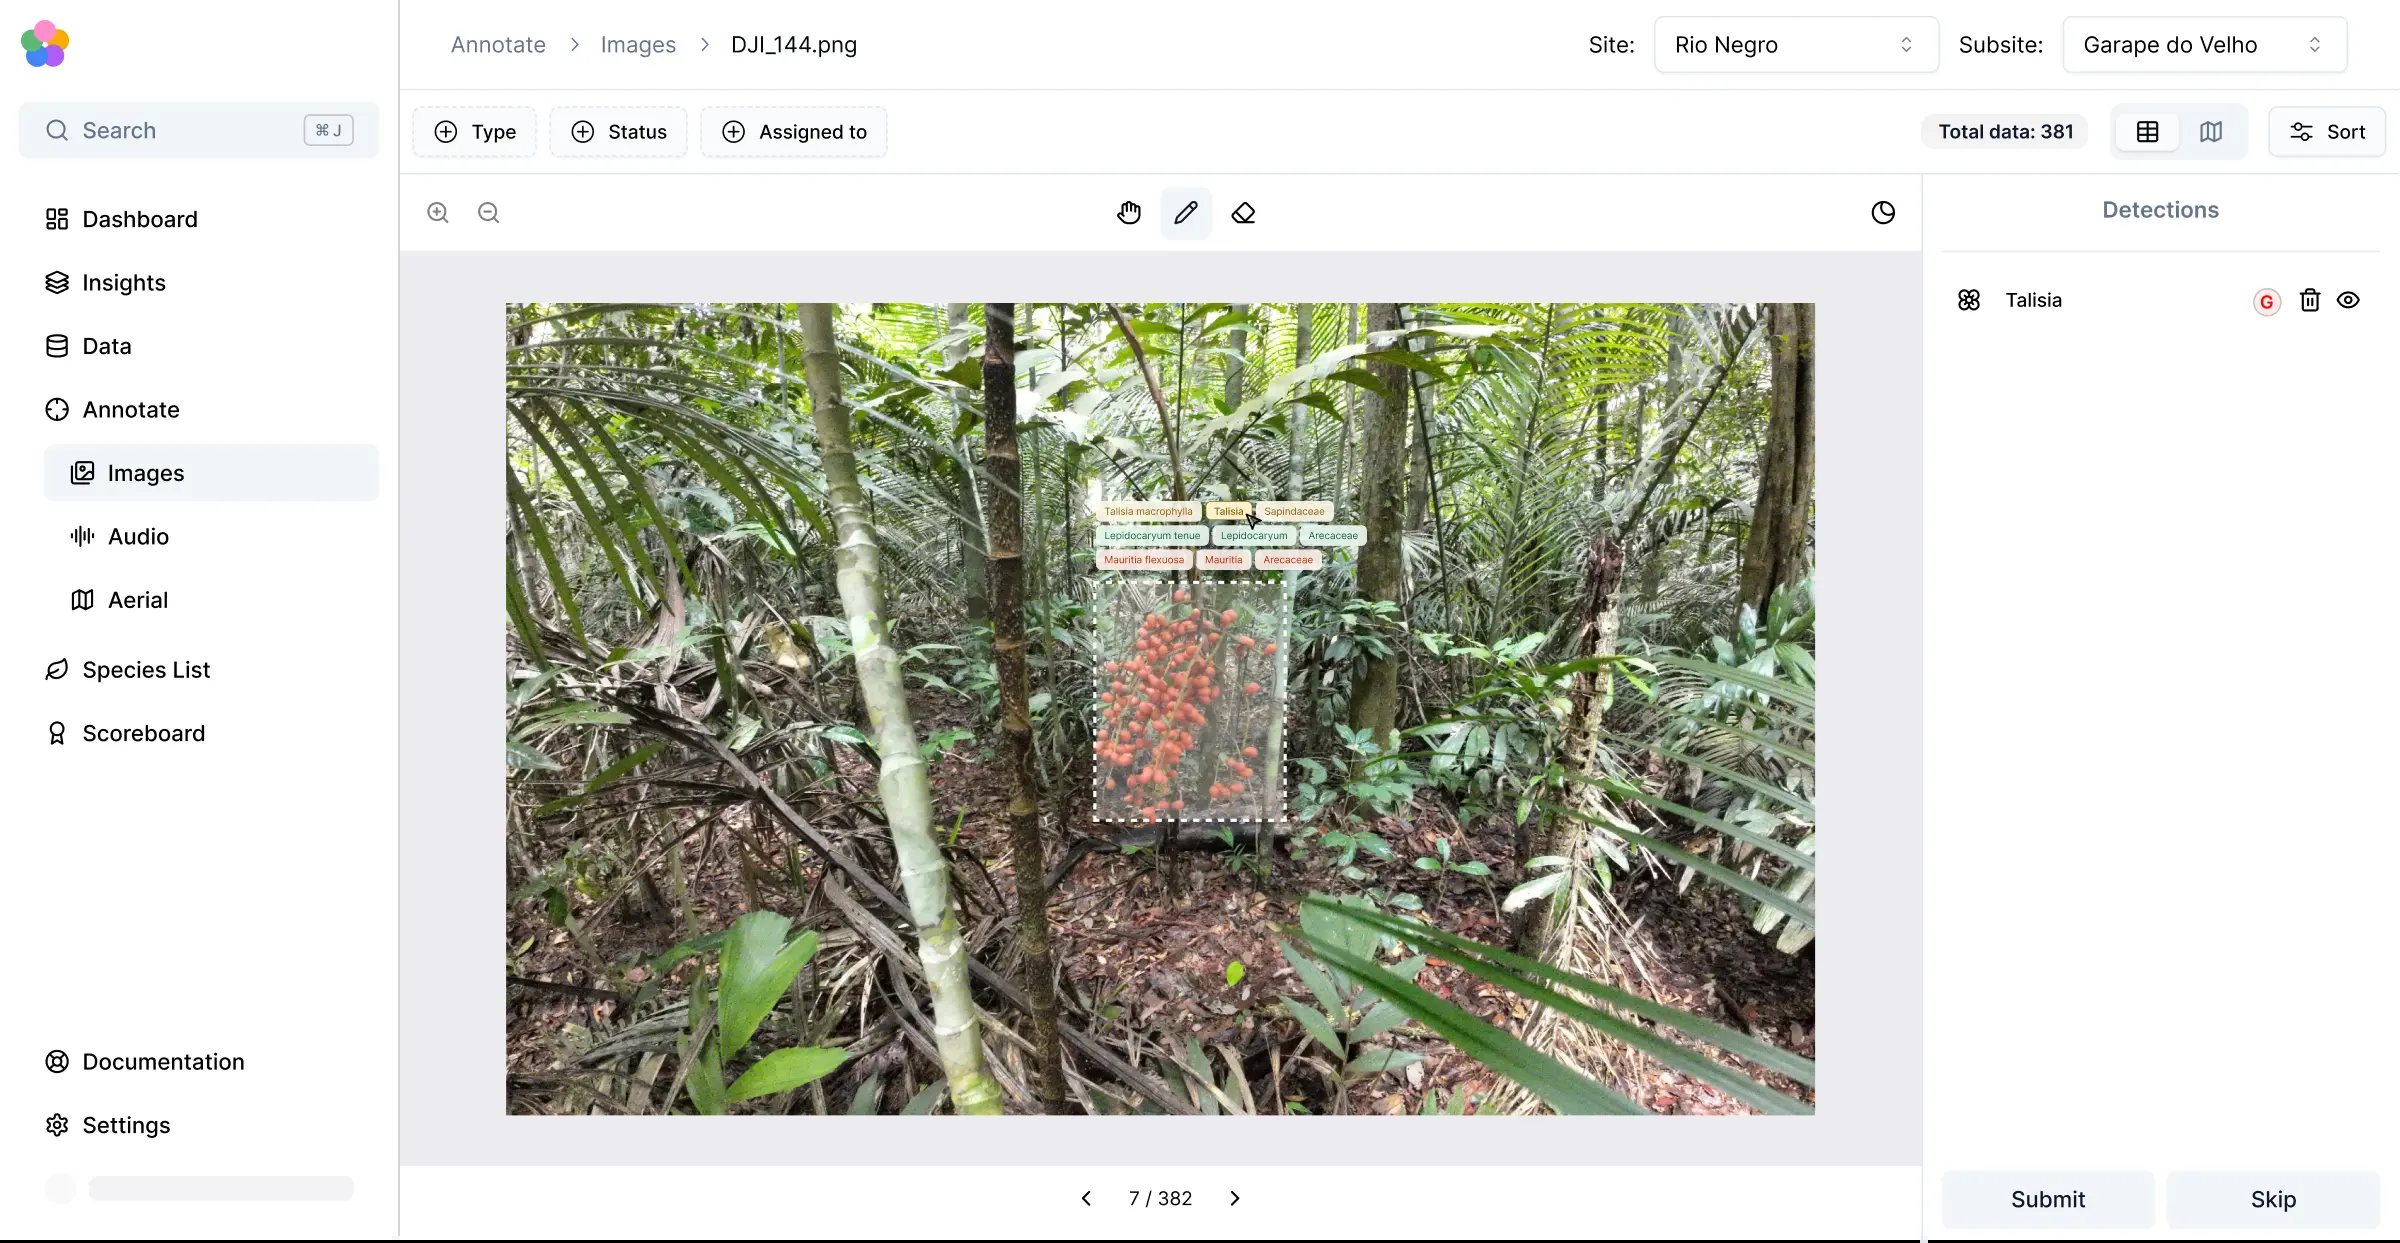 Annotate > Images > DJI_144.png
Site: Rio Negro Subsite: Garape do Velho
Search ⌘ J
Type Status Assigned to
Total data: 381
Sort
Dashboard
Insights
Data
Annotate
Images
Audio
Aerial
Species List
Scoreboard
Documentation
Settings
Talisia macrophylla Talisia Sapindaceae
Lepidocaryum tenue Lepidocaryum Arecaceae
Mauritia flexuosa Mauritia Arecaceae
7 / 382
Detections
Talisia G
Submit Skip